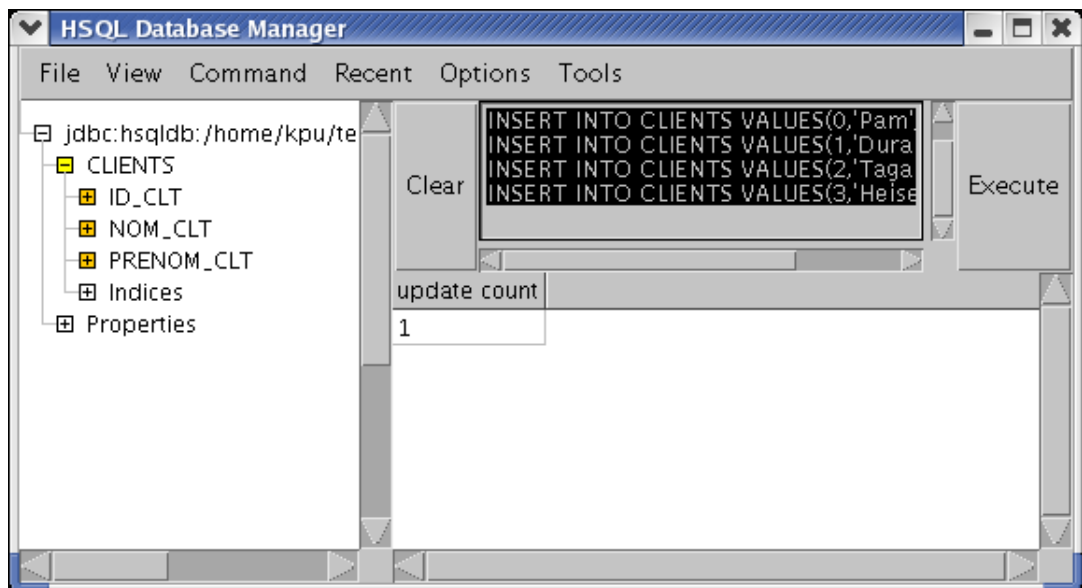 HSQL Database Manager
File View Command Recent Options Tools
jdbc:hsqldb:/home/kpu/te
CLIENTS
ID_CLT
NOM_CLT
PRENOM_CLT
Indices
Properties
Clear
INSERT INTO CLIENTS VALUES(0,'Pam'
INSERT INTO CLIENTS VALUES(1,'Dura
INSERT INTO CLIENTS VALUES(2,'Taga
INSERT INTO CLIENTS VALUES(3,'Heise
Execute
update count
1